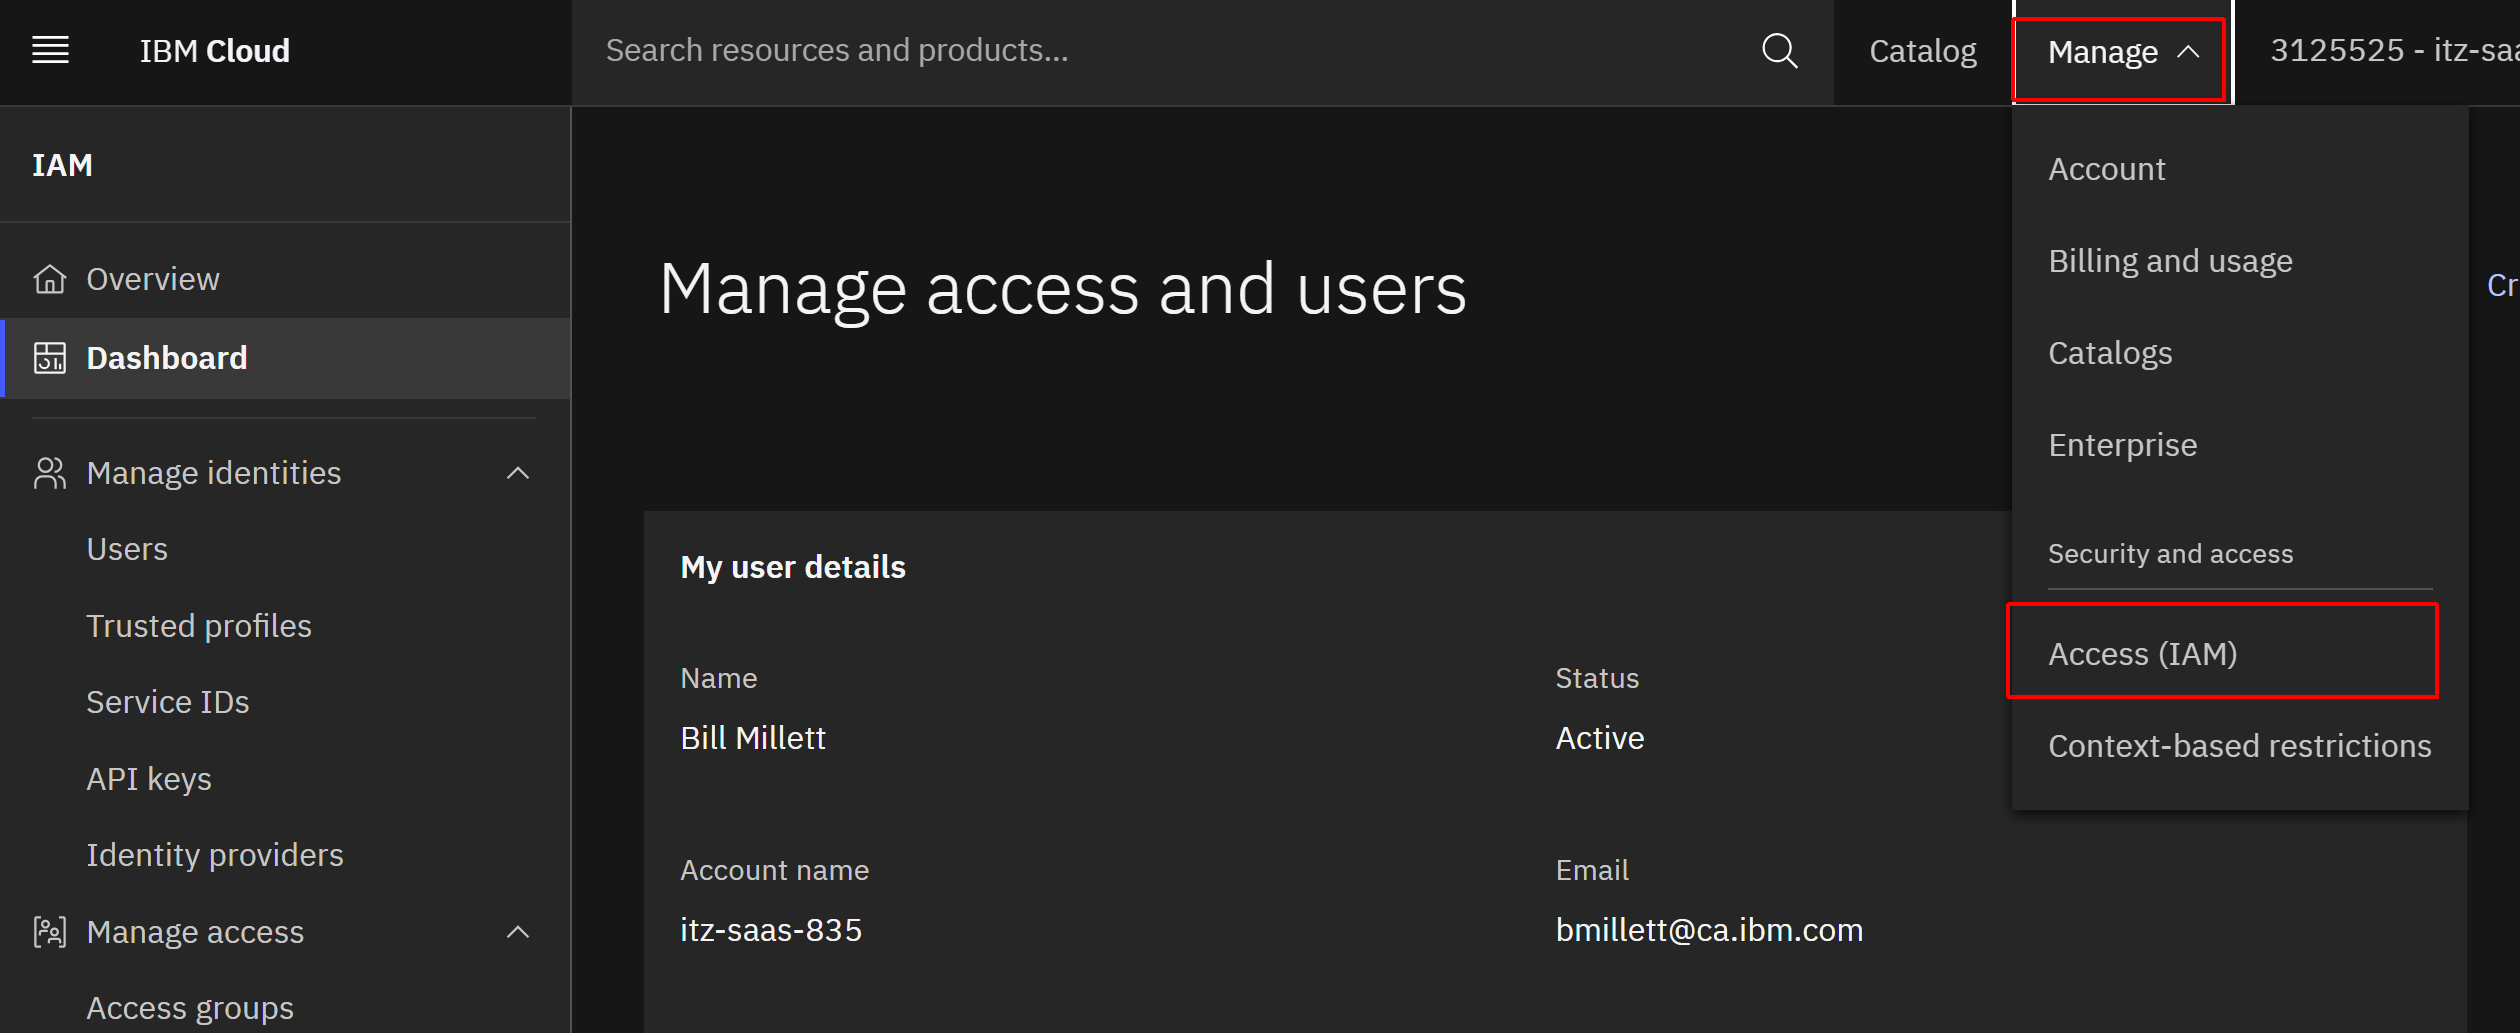 IBM Cloud
Search resources and products...
Catalog
Manage
3125525 - itz-saa
IAM
Overview
Dashboard
Manage identities
Users
Trusted profiles
Service IDs
API keys
Identity providers
Manage access
Access groups
Manage access and users
Cr
My user details
Name
Bill Millett
Status
Active
Account name
itz-saas-835
Email
bmillett@ca.ibm.com
Account
Billing and usage
Catalogs
Enterprise
Security and access
Access (IAM)
Context-based restrictions